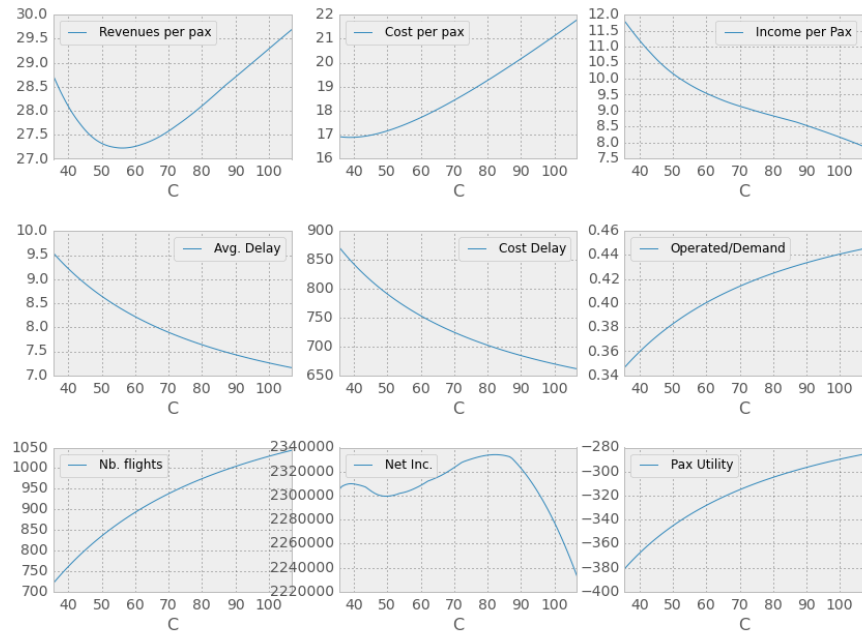 Revenues per pax
30.0
29.5
29.0
28.5
28.0
27.5
27.0
40 50 60 70 80 90 100
C
Cost per pax
22
21
20
19
18
17
16
40 50 60 70 80 90 100
C
Income per Pax
12.0
11.5
11.0
10.5
10.0
9.5
9.0
8.5
8.0
7.5
40 50 60 70 80 90 100
C
Avg. Delay
10.0
9.5
9.0
8.5
8.0
7.5
7.0
40 50 60 70 80 90 100
C
Cost Delay
900
850
800
750
700
650
40 50 60 70 80 90 100
C
Operated/Demand
0.46
0.44
0.42
0.40
0.38
0.36
0.34
40 50 60 70 80 90 100
C
Nb. flights
1050
1000
950
900
850
800
750
700
40 50 60 70 80 90 100
C
Net Inc.
2340000
2320000
2300000
2280000
2260000
2240000
2220000
40 50 60 70 80 90 100
C
Pax Utility
−280
−300
−320
−340
−360
−380
−400
40 50 60 70 80 90 100
C